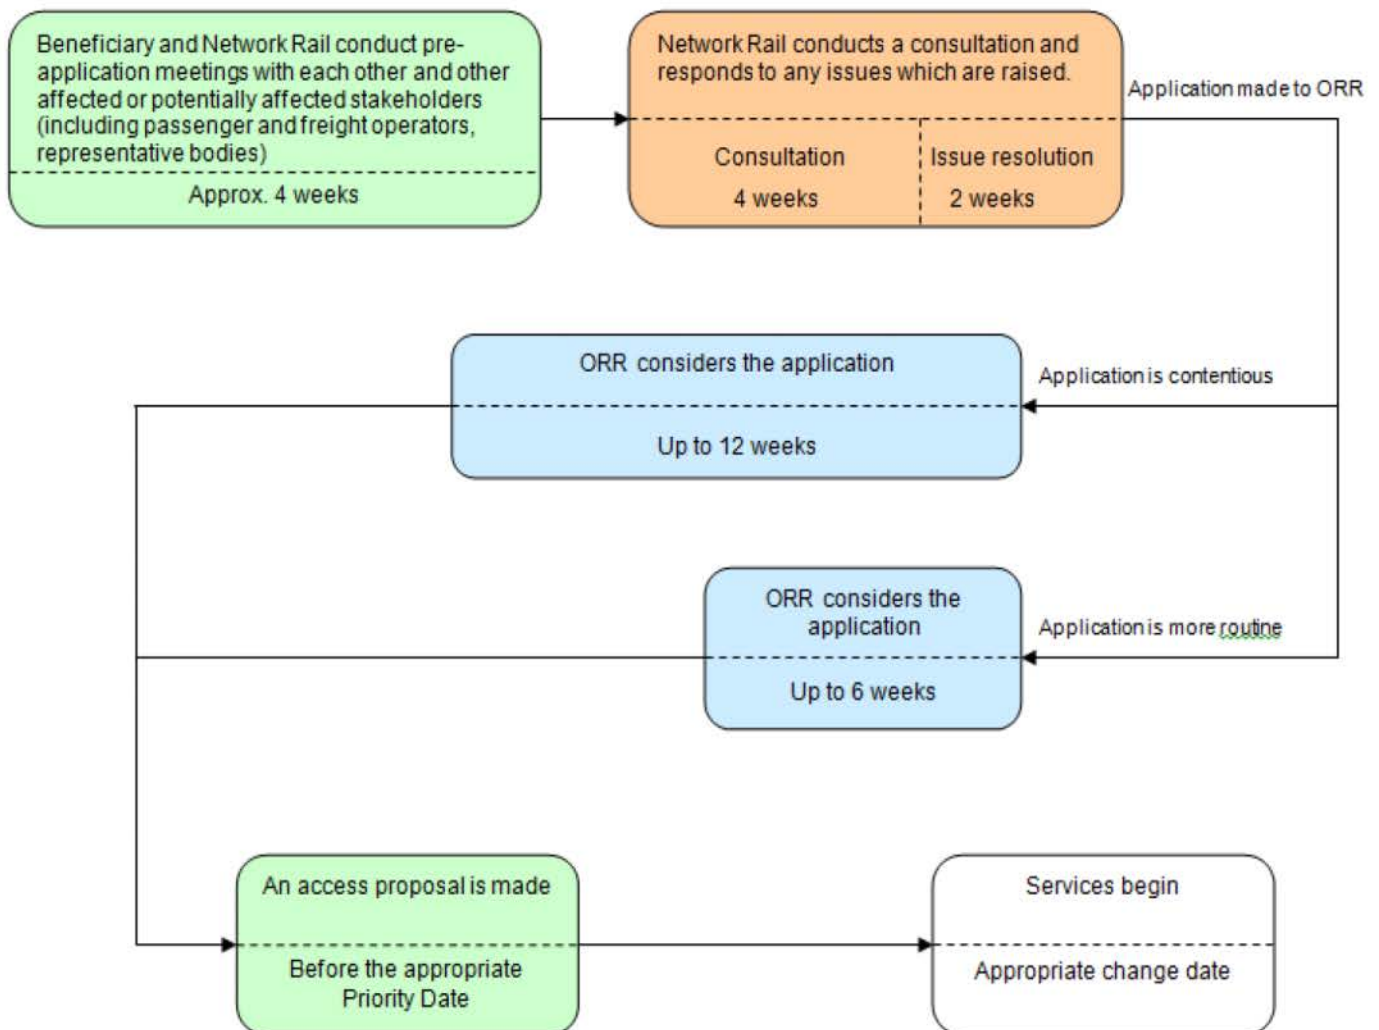 Beneficiary and Network Rail conduct pre-
application meetings with each other and other
affected or potentially affected stakeholders
(including passenger and freight operators,
representative bodies)
Approx. 4 weeks
Network Rail conducts a consultation and
responds to any issues which are raised.
Consultation
4 weeks
Issue resolution
2 weeks
Application made to ORR
ORR considers the application
Up to 12 weeks
Application is contentious
ORR considers the
application
Up to 6 weeks
Application is more routine
An access proposal is made
Before the appropriate
Priority Date
Services begin
Appropriate change date